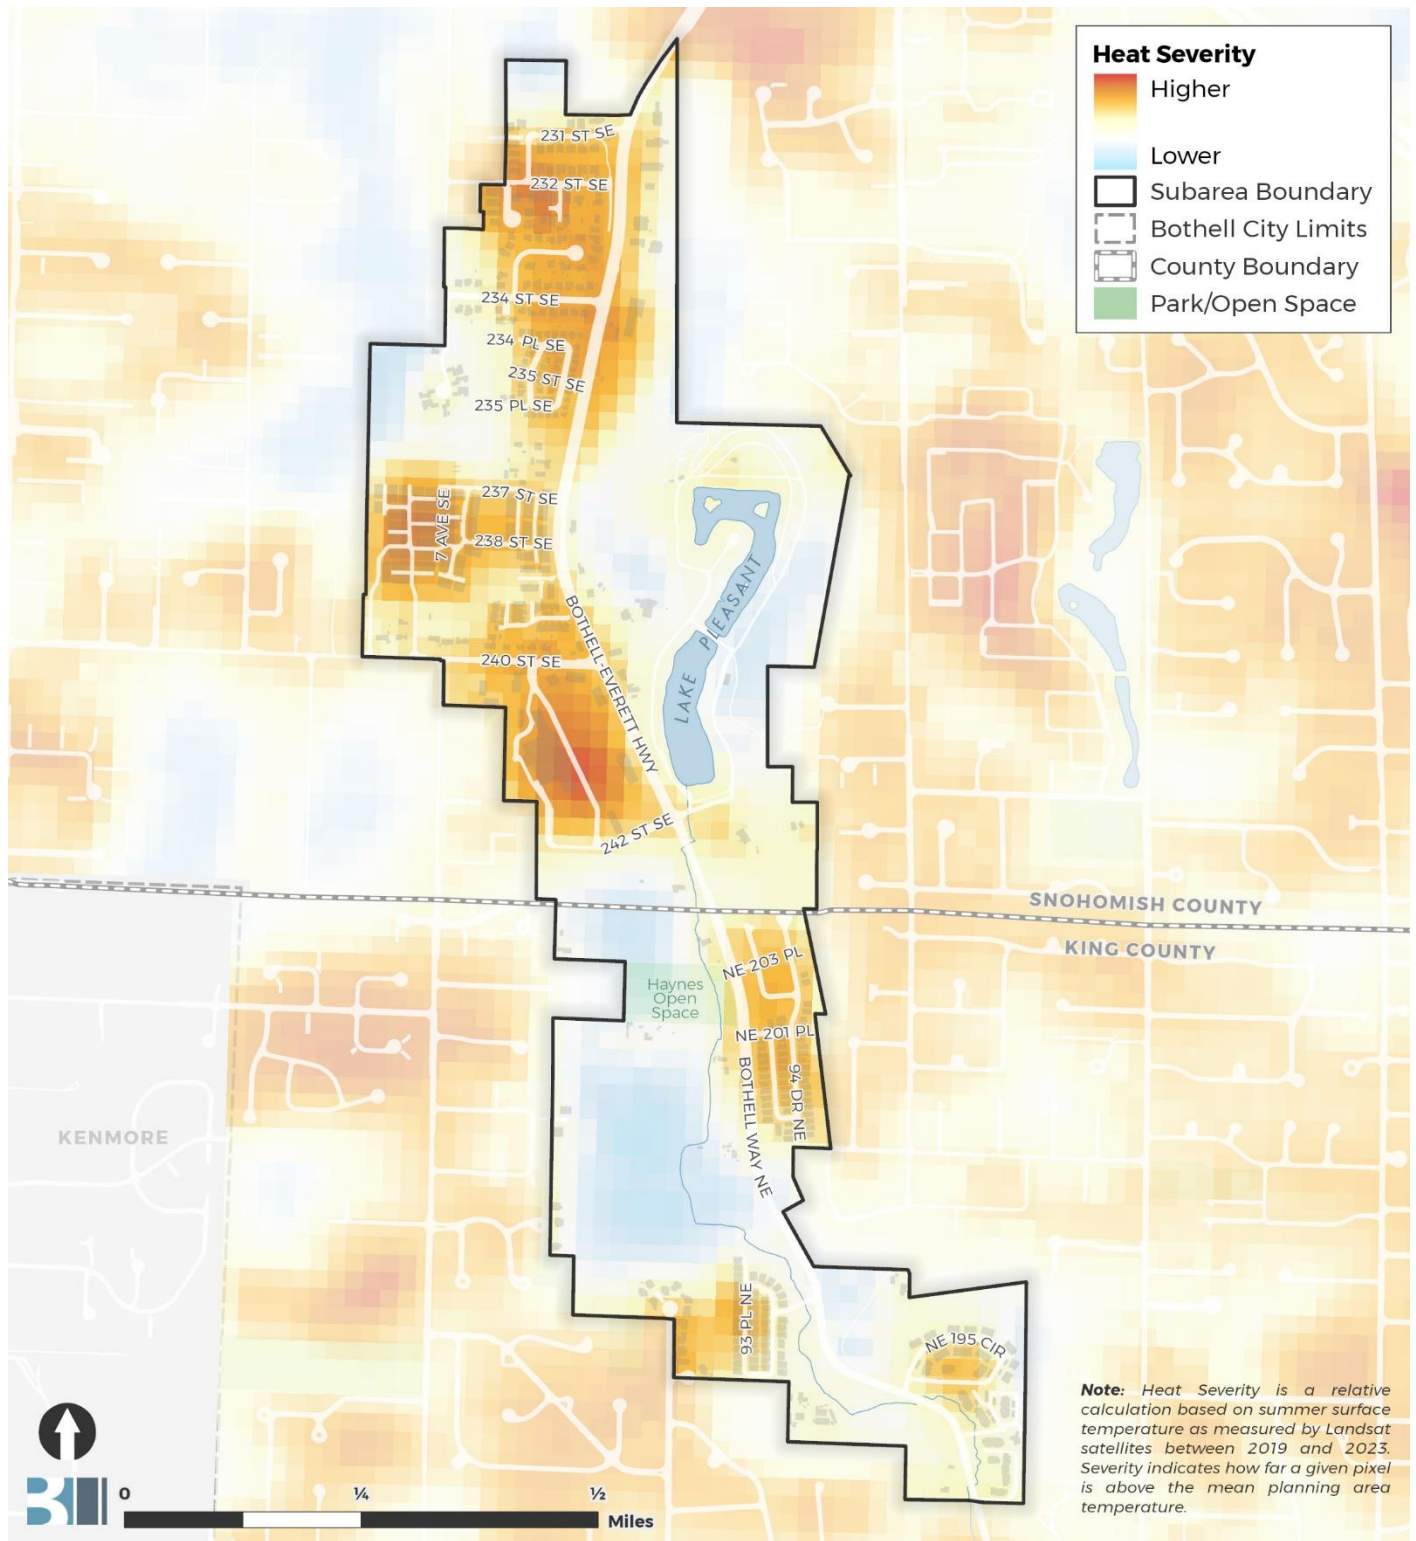 Heat Severity
Higher
Lower
Subarea Boundary
Bothell City Limits
County Boundary
Park/Open Space
231 ST SE
232 ST SE
234 ST SE
234 PL SE
235 ST SE
235 PL SE
237 ST SE
7 AVE SE
238 ST SE
BOTHELL-EVERETT HWY
LAKE PLEASANT
240 ST SE
242 ST SE
SNOHOMISH COUNTY
KING COUNTY
NE 203 PL
Haynes
Open
Space
NE 201 PL
94 DR NE
BOTHELL WAY NE
KENMORE
93 PL NE
NE 195 CIR
Note: Heat Severity is a relative
calculation based on summer surface
temperature as measured by Landsat
satellites between 2019 and 2023.
Severity indicates how far a given pixel
is above the mean planning area
temperature.
0
¼
½
Miles